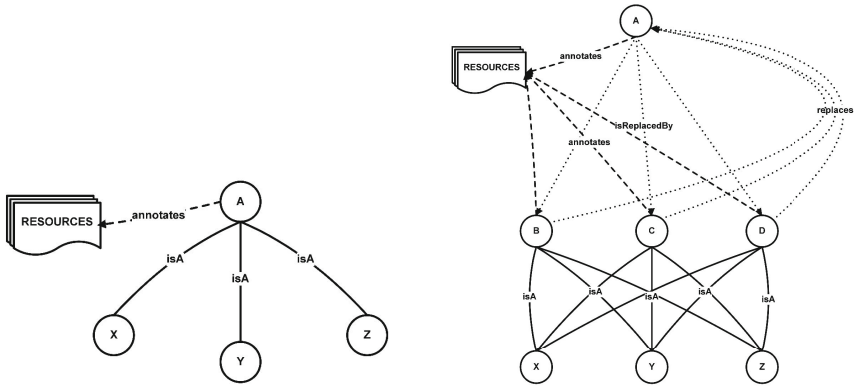 RESOURCES
annotates
A
isA
isA
isA
X
Y
Z
A
annotates
RESOURCES
replaces
isReplacedBy
annotates
B
C
D
isA
isA
isA
isA
isA
X
Y
Z